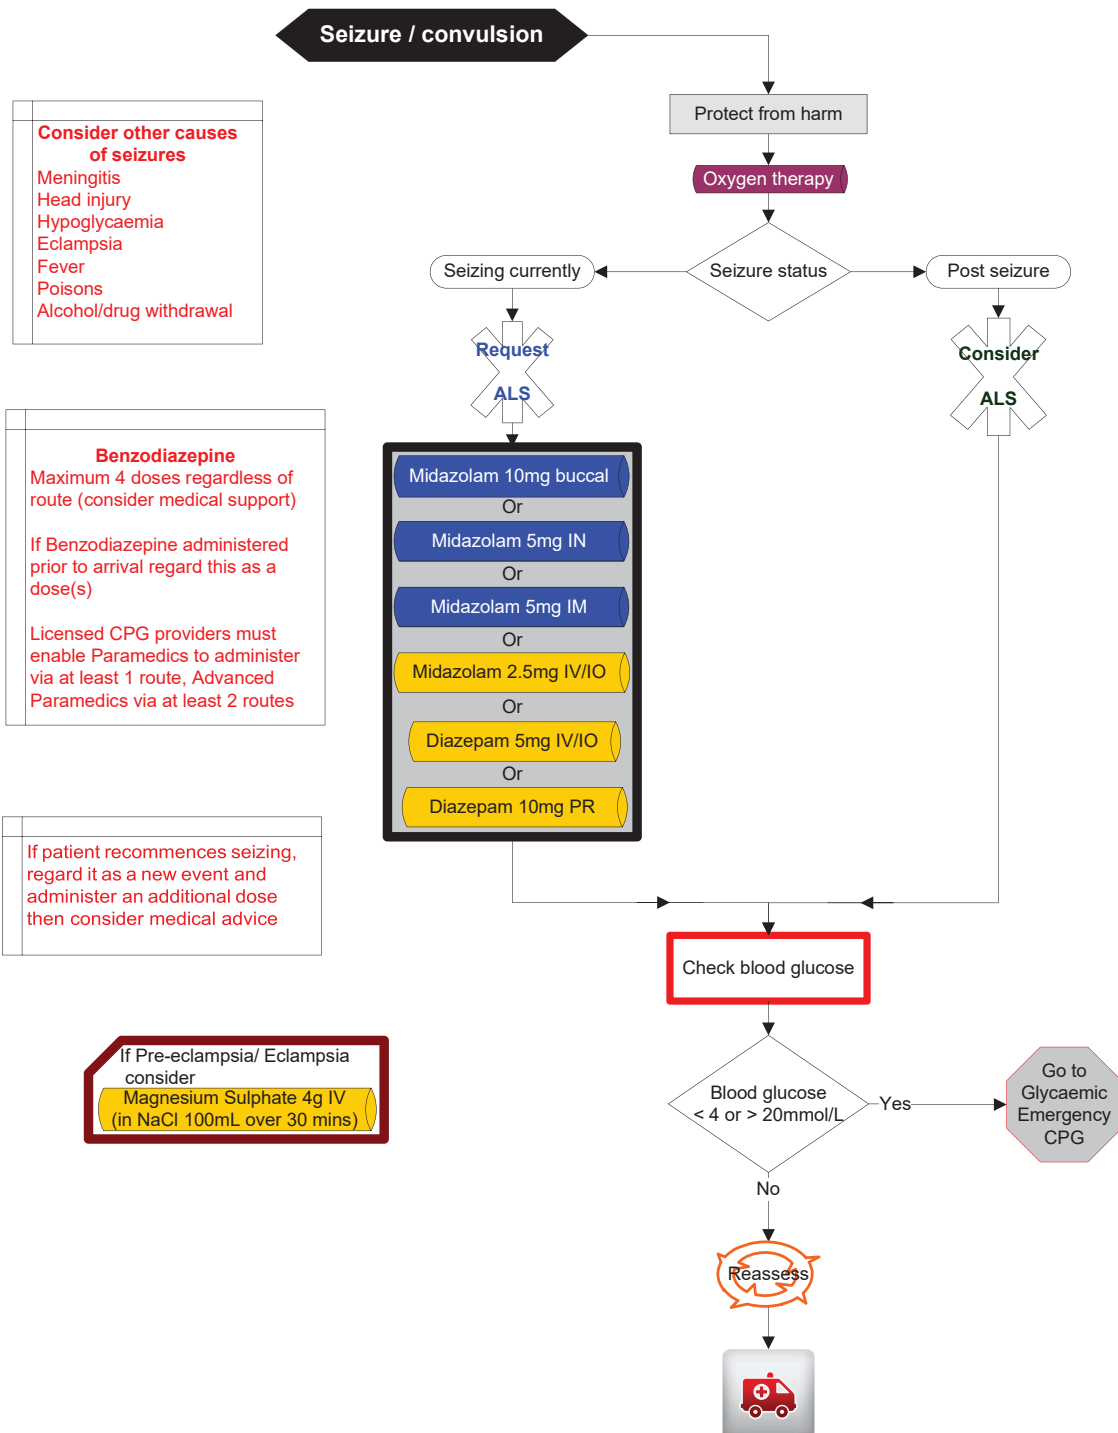 Seizure / convulsion
Protect from harm
Oxygen therapy
Seizure status
Seizing currently
Post seizure
Request
ALS
Consider
ALS
Consider other causes
of seizures
Meningitis
Head injury
Hypoglycaemia
Eclampsia
Fever
Poisons
Alcohol/drug withdrawal
Benzodiazepine
Maximum 4 doses regardless of
route (consider medical support)
If Benzodiazepine administered
prior to arrival regard this as a
dose(s)
Licensed CPG providers must
enable Paramedics to administer
via at least 1 route, Advanced
Paramedics via at least 2 routes
Midazolam 10mg buccal
Or
Midazolam 5mg IN
Or
Midazolam 5mg IM
Or
Midazolam 2.5mg IV/IO
Or
Diazepam 5mg IV/IO
Or
Diazepam 10mg PR
If patient recommences seizing,
regard it as a new event and
administer an additional dose
then consider medical advice
Check blood glucose
If Pre-eclampsia/ Eclampsia
consider
Magnesium Sulphate 4g IV
(in NaCl 100mL over 30 mins)
Blood glucose
< 4 or > 20mmol/L
Yes
Go to
Glycaemic
Emergency
CPG
No
Reassess